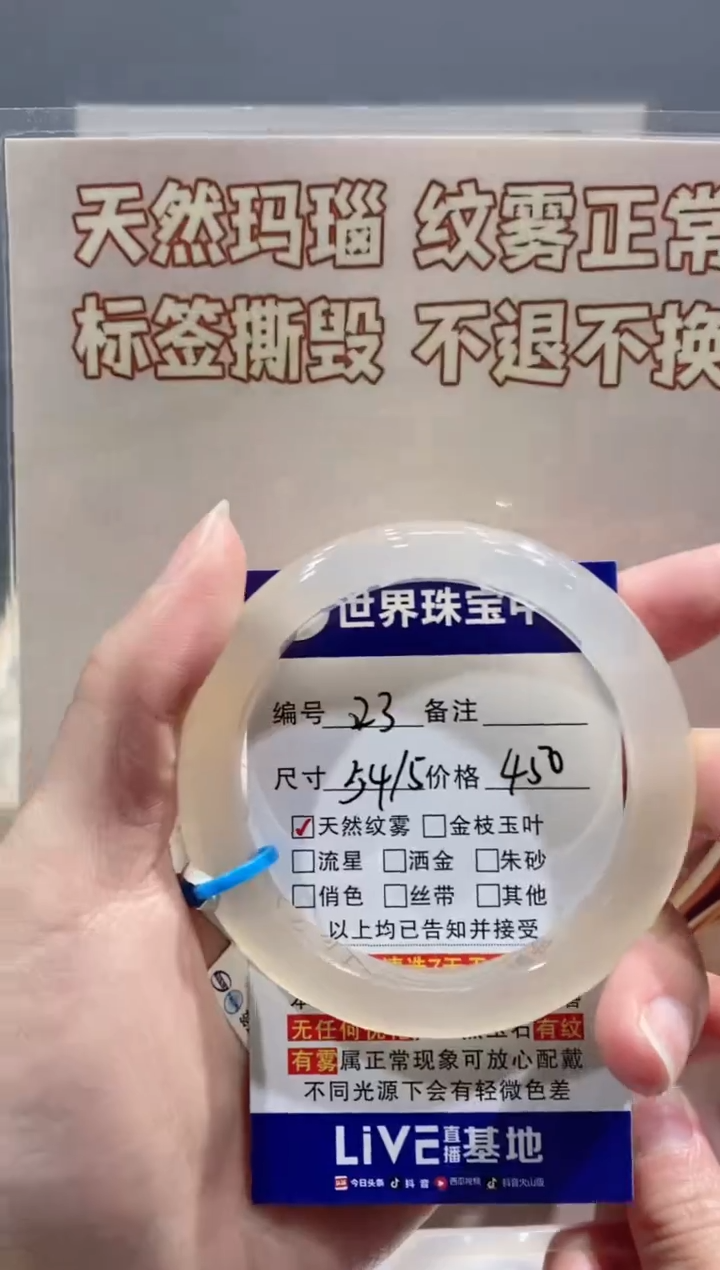 天然玛瑙 纹雾正常
标签撕毁 不退不换
世界珠宝
编号 23 备注
尺寸 54/5 价格 450
✓天然纹雾 □金枝玉叶
□流星 □洒金 □朱砂
□俏色 □丝带 □其他
以上均已告知并接受
无任何 有纹
有雾属正常现象可放心配戴
不同光源下会有轻微色差
LiVE直播基地
今日头条 抖音 西瓜视频 抖音火山版